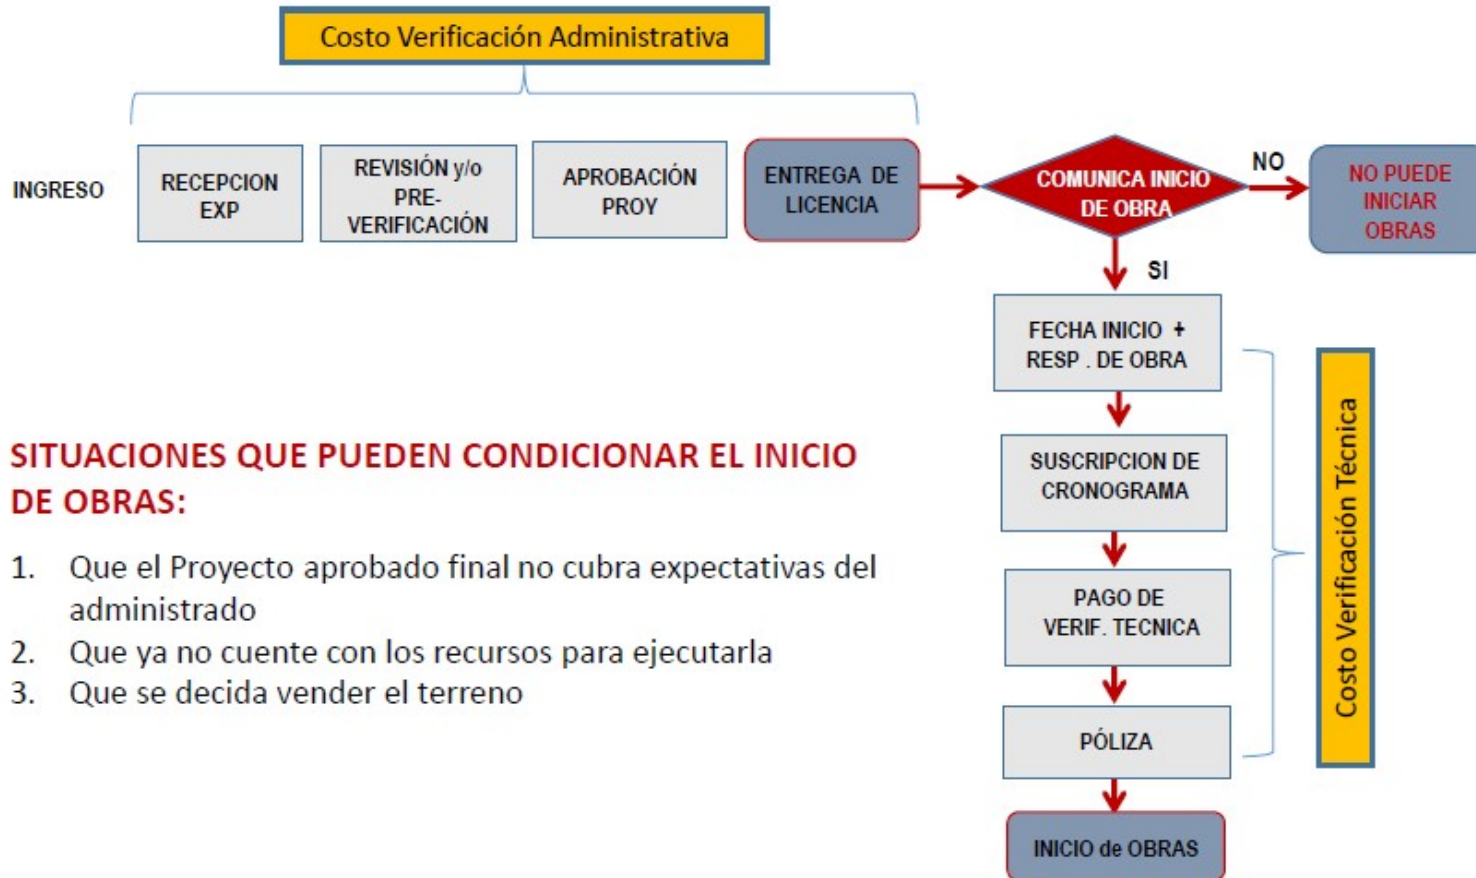 Costo Verificación Administrativa
INGRESO
RECEPCION
EXP
REVISIÓN y/o
PRE-
VERIFICACIÓN
APROBACIÓN
PROY
ENTREGA DE
LICENCIA
COMUNICA INICIO
DE OBRA
NO
NO PUEDE
INICIAR
OBRAS
SI
FECHA INICIO +
RESP . DE OBRA
SUSCRIPCION DE
CRONOGRAMA
PAGO DE
VERIF. TECNICA
PÓLIZA
INICIO de OBRAS
Costo Verificación Técnica
SITUACIONES QUE PUEDEN CONDICIONAR EL INICIO
DE OBRAS:
1. Que el Proyecto aprobado final no cubra expectativas del
administrado
2. Que ya no cuente con los recursos para ejecutarla
3. Que se decida vender el terreno